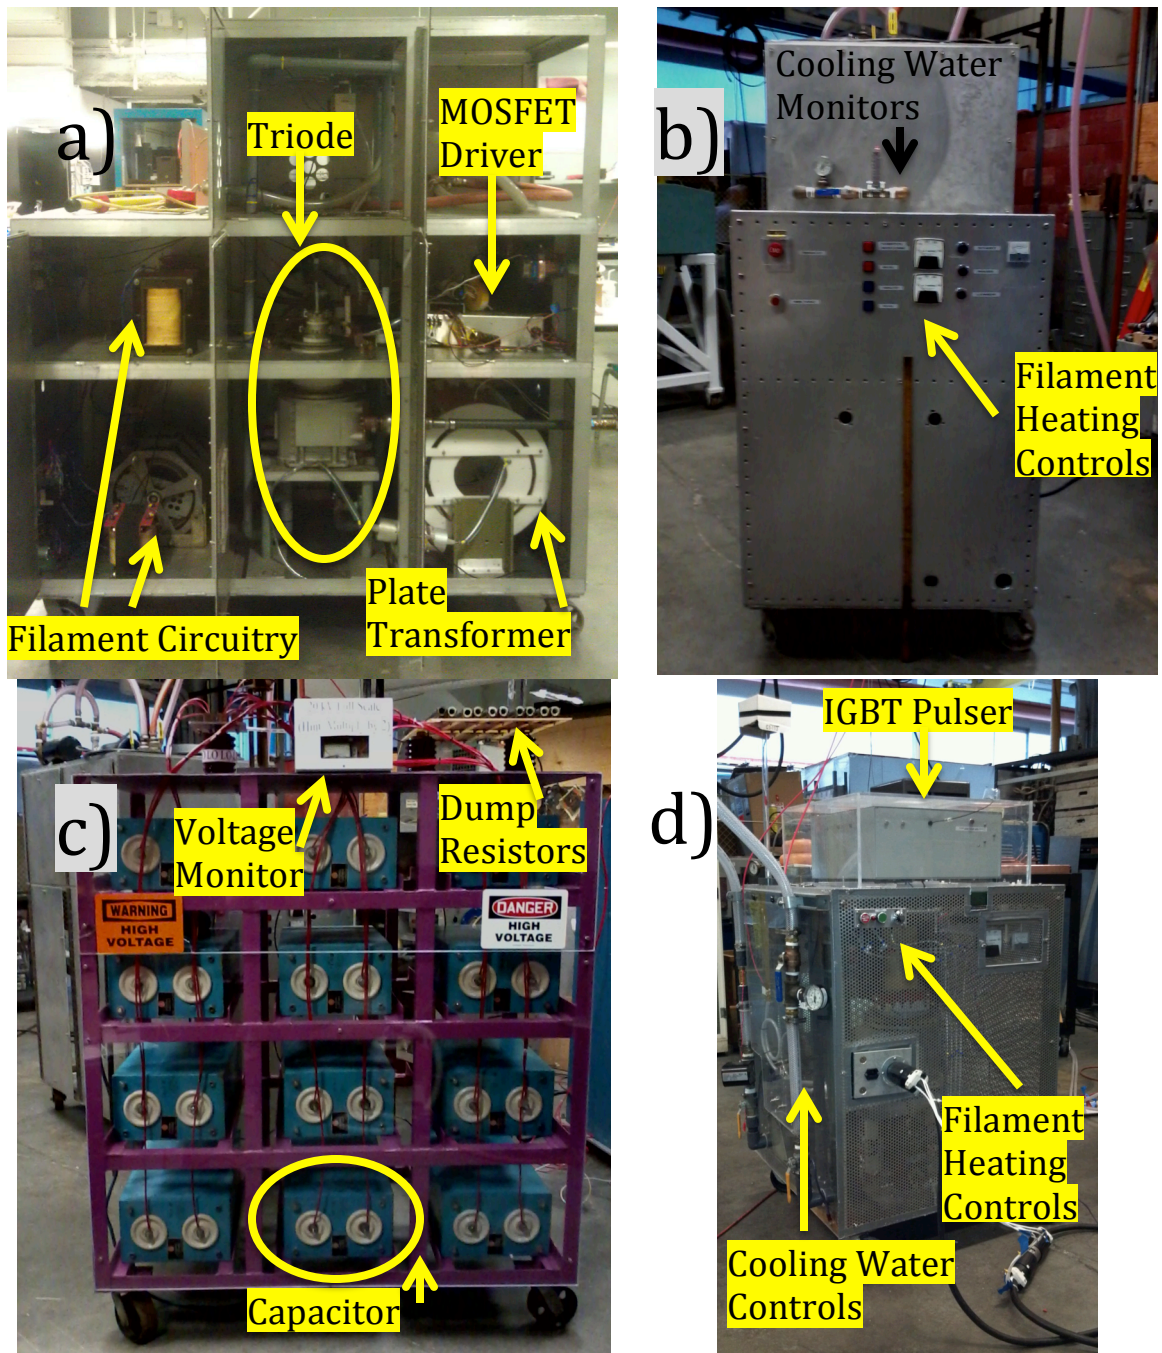 a)
Triode
MOSFET
Driver
Filament Circuitry
Plate
Transformer
b)
Cooling Water
Monitors
Filament
Heating
Controls
c)
Voltage
Monitor
Dump
Resistors
WARNING
HIGH
VOLTAGE
DANGER
HIGH
VOLTAGE
Capacitor
d)
IGBT Pulser
Filament
Heating
Controls
Cooling Water
Controls